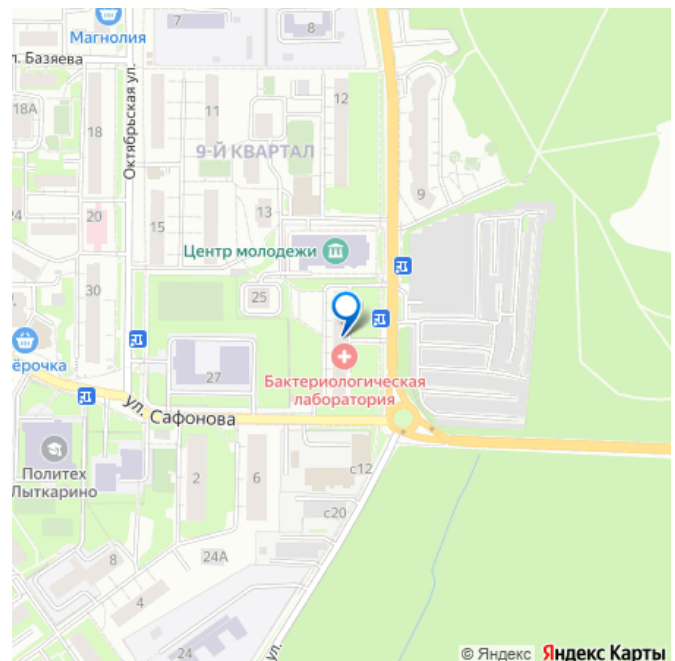 Магнолия
7
8
л. Базяева
Октябрьская ул.
18А
18
11
12
9-Й КВАРТАЛ
9
24
20
15
13
Центр молодежи
30
25
ёрочка
27
Бактериологическая
лаборатория
ул. Сафонова
Политех
Лыткарино
2
6
с12
с20
24А
8
4
24
ул.
© Яндекс Яндекс Карты